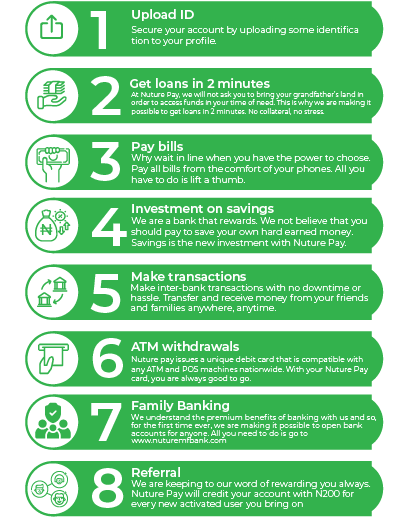 1
Upload ID
Secure your account by uploading some identifica
tion to your profile.
2
Get loans in 2 minutes
At Nuture Pay, we will not ask you to bring your grandfather's land in
order to access funds in your time of need. This is why we are making it
possible to get loans in 2 minutes. No collateral, no stress.
3
Pay bills
Why wait in line when you have the power to choose.
Pay all bills from the comfort of your phones. All you
have to do is lift a thumb.
4
Investment on savings
We are a bank that rewards. We not believe that you
should pay to save your own hard earned money.
Savings is the new investment with Nuture Pay.
5
Make transactions
Make inter-bank transactions with no downtime or
hassle. Transfer and receive money from your friends
and families anywhere, anytime.
6
ATM withdrawals
Nuture pay issues a unique debit card that is compatible with
any ATM and POS machines nationwide. With your Nuture Pay
card, you are always good to go.
7
Family Banking
We understand the premium benefits of banking with us and so,
for the first time ever, we are making it possible to open bank
accounts for anyone. All you need to do is go to
www.nuturemfbank.com
8
Referral
We are keeping to our word of rewarding you always.
Nuture Pay will credit your account with N200 for
every new activated user you bring on